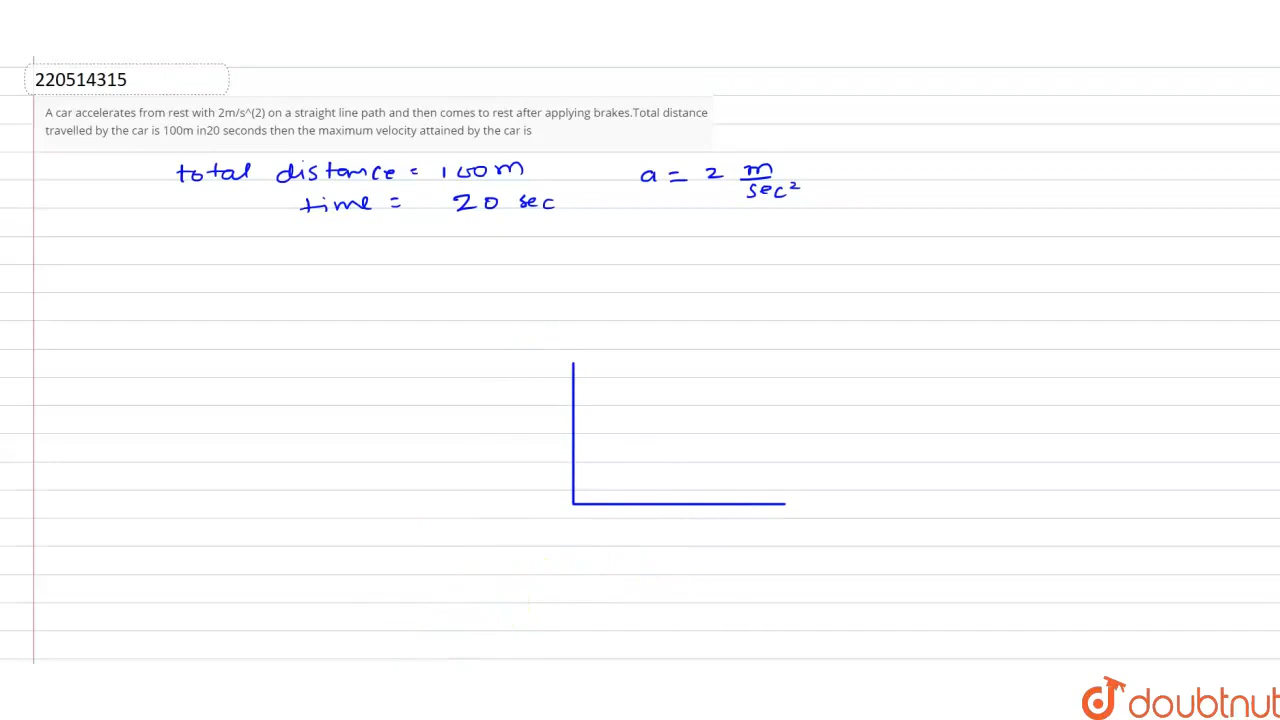 220514315
A car accelerates from rest with 2m/s^(2) on a straight line path and then comes to rest after applying brakes.Total distance
travelled by the car is 100m in20 seconds then the maximum velocity attained by the car is
total distance = 100m a = 2 m/sec²
time = 20 sec
doubtnut